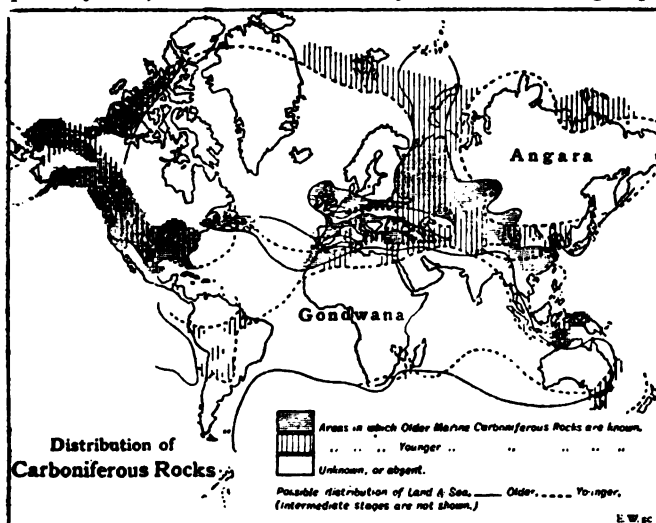 Angara
Gondwana
Distribution of
Carboniferous Rocks
Areas in which Older Marine Carboniferous Rocks are known.
,, ,, ,, Younger ,, ,, ,, ,,
Unknown, or absent.
Possible distribution of Land & Sea, Older, Younger,
(Intermediate stages are not shown.)
E. W. sc